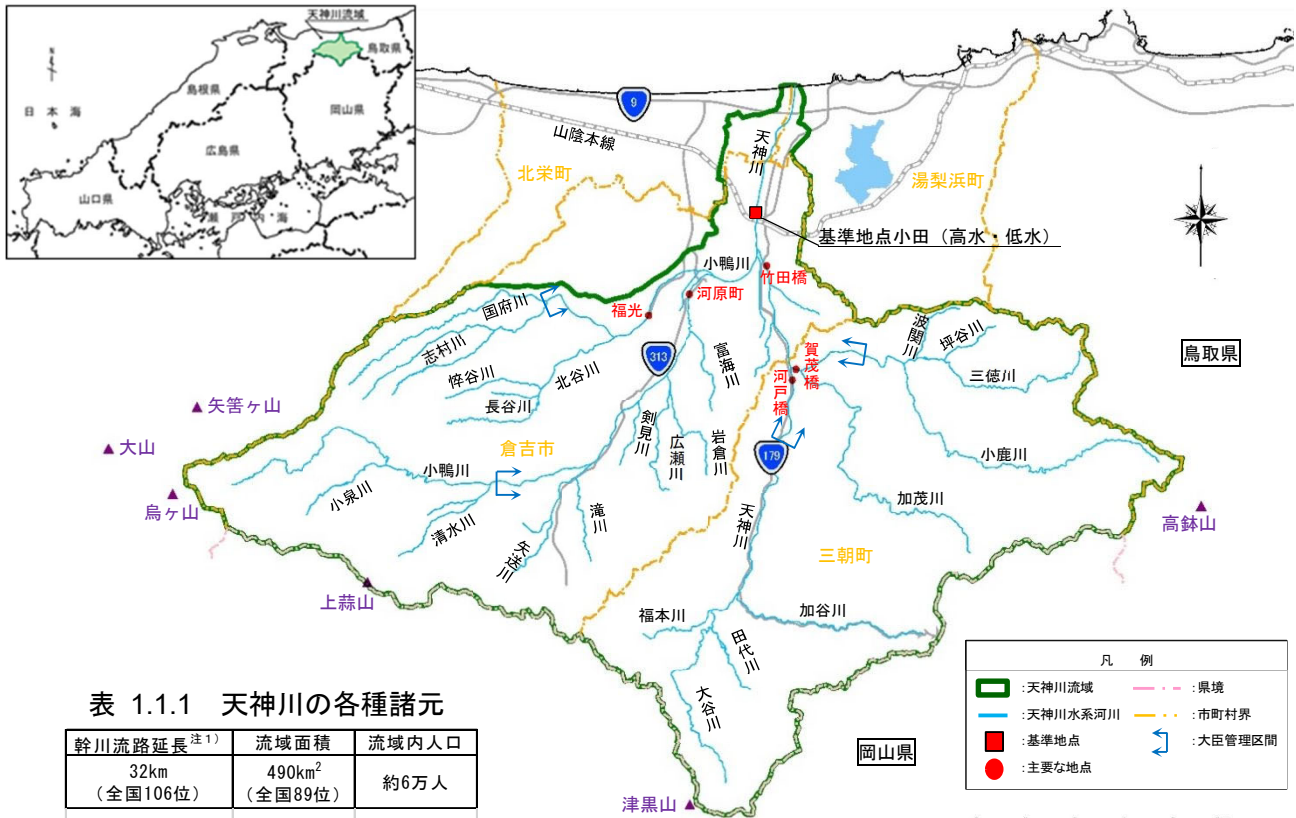 天神川流域
鳥取県
島根県
岡山県
日本海
広島県
山口県
瀬戸内海
N
9
山陰本線
天神川
北栄町
湯梨浜町
基準地点小田（高水・低水）
小鴨川
竹田橋
河原町
福光
国府川
志村川
北谷川
長谷川
313
富海川
賀茂橋
河戸橋
波関川
坪谷川
三徳川
鳥取県
矢筈ヶ山
大山
烏ヶ山
倉吉市
小鴨川
小泉川
清水川
矢送川
滝川
剣見川
広瀬川
岩倉川
179
小鹿川
加茂川
高鉢山
天神川
三朝町
上蒜山
福本川
田代川
加谷川
大谷川
岡山県
津黒山
表 1.1.1 天神川の各種諸元
幹川流路延長注1) 流域面積 流域内人口
32km 490km2 約6万人
（全国106位） （全国89位）
凡 例
:天神川流域 :県境
:天神川水系河川 :市町村界
:基準地点 :大臣管理区間
:主要な地点